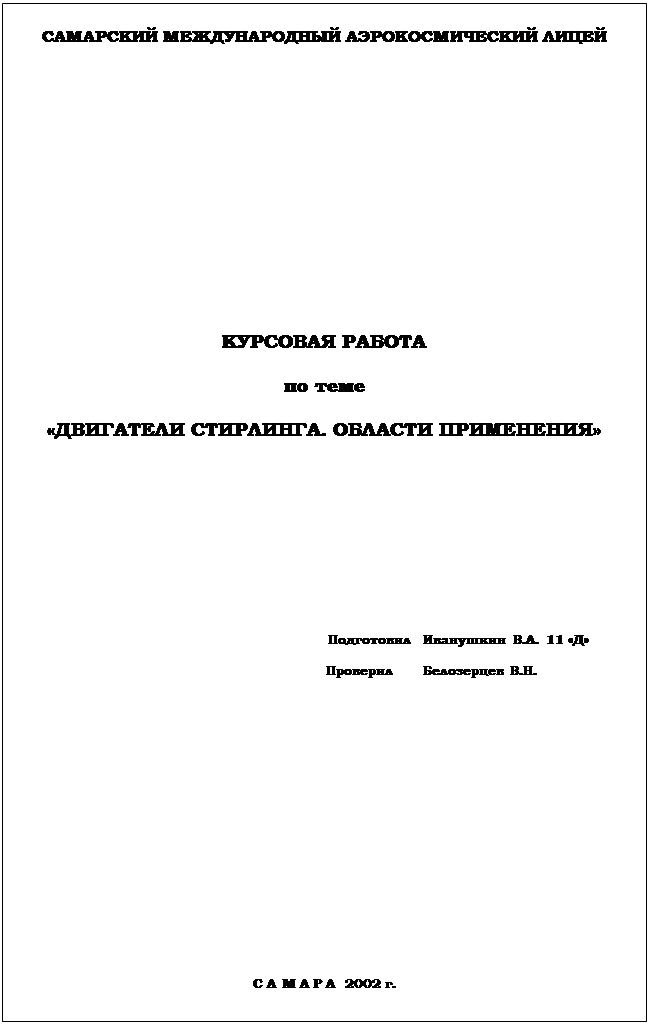 САМАРСКИЙ МЕЖДУНАРОДНЫЙ АЭРОКОСМИЧЕСКИЙ ЛИЦЕЙ
КУРСОВАЯ РАБОТА
по теме
«ДВИГАТЕЛИ СТИРЛИНГА. ОБЛАСТИ ПРИМЕНЕНИЯ»
Подготовил Иванушкин В.А. 11 «Д»
Проверил Белозерцев В.Н.
С А М А Р А 2002 г.